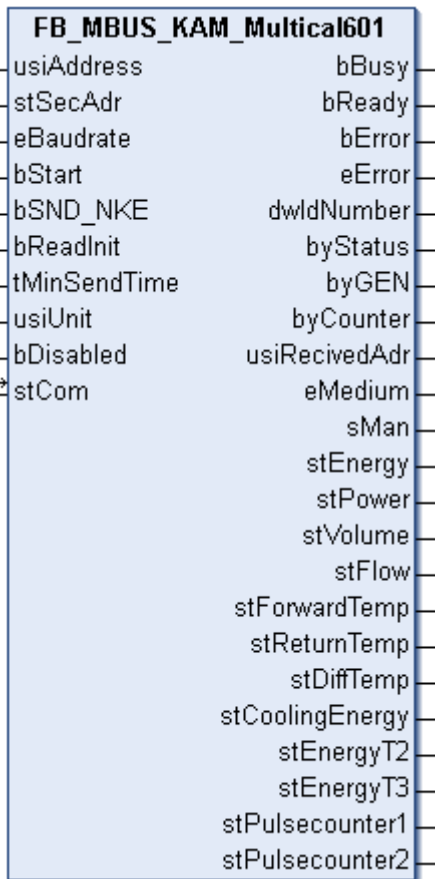 FB_MBUS_KAM_Multical601
usiAddress bBusy
stSecAdr bReady
eBaudrate bError
bStart eError
bSND_NKE dwIdNumber
bReadInit byStatus
tMinSendTime byGEN
usiUnit byCounter
bDisabled usiRecivedAdr
stCom eMedium
sMan
stEnergy
stPower
stVolume
stFlow
stForwardTemp
stReturnTemp
stDiffTemp
stCoolingEnergy
stEnergyT2
stEnergyT3
stPulsecounter1
stPulsecounter2